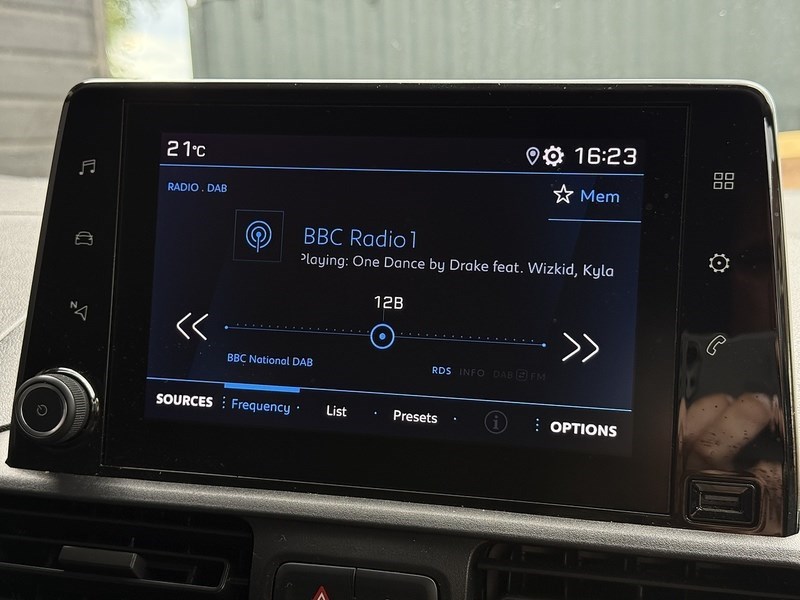 21°C 16:23
RADIO . DAB
Mem
BBC Radio 1
Playing: One Dance by Drake feat. Wizkid, Kyla
12B
BBC National DAB
RDS INFO DAB FM
SOURCES Frequency List Presets OPTIONS
N